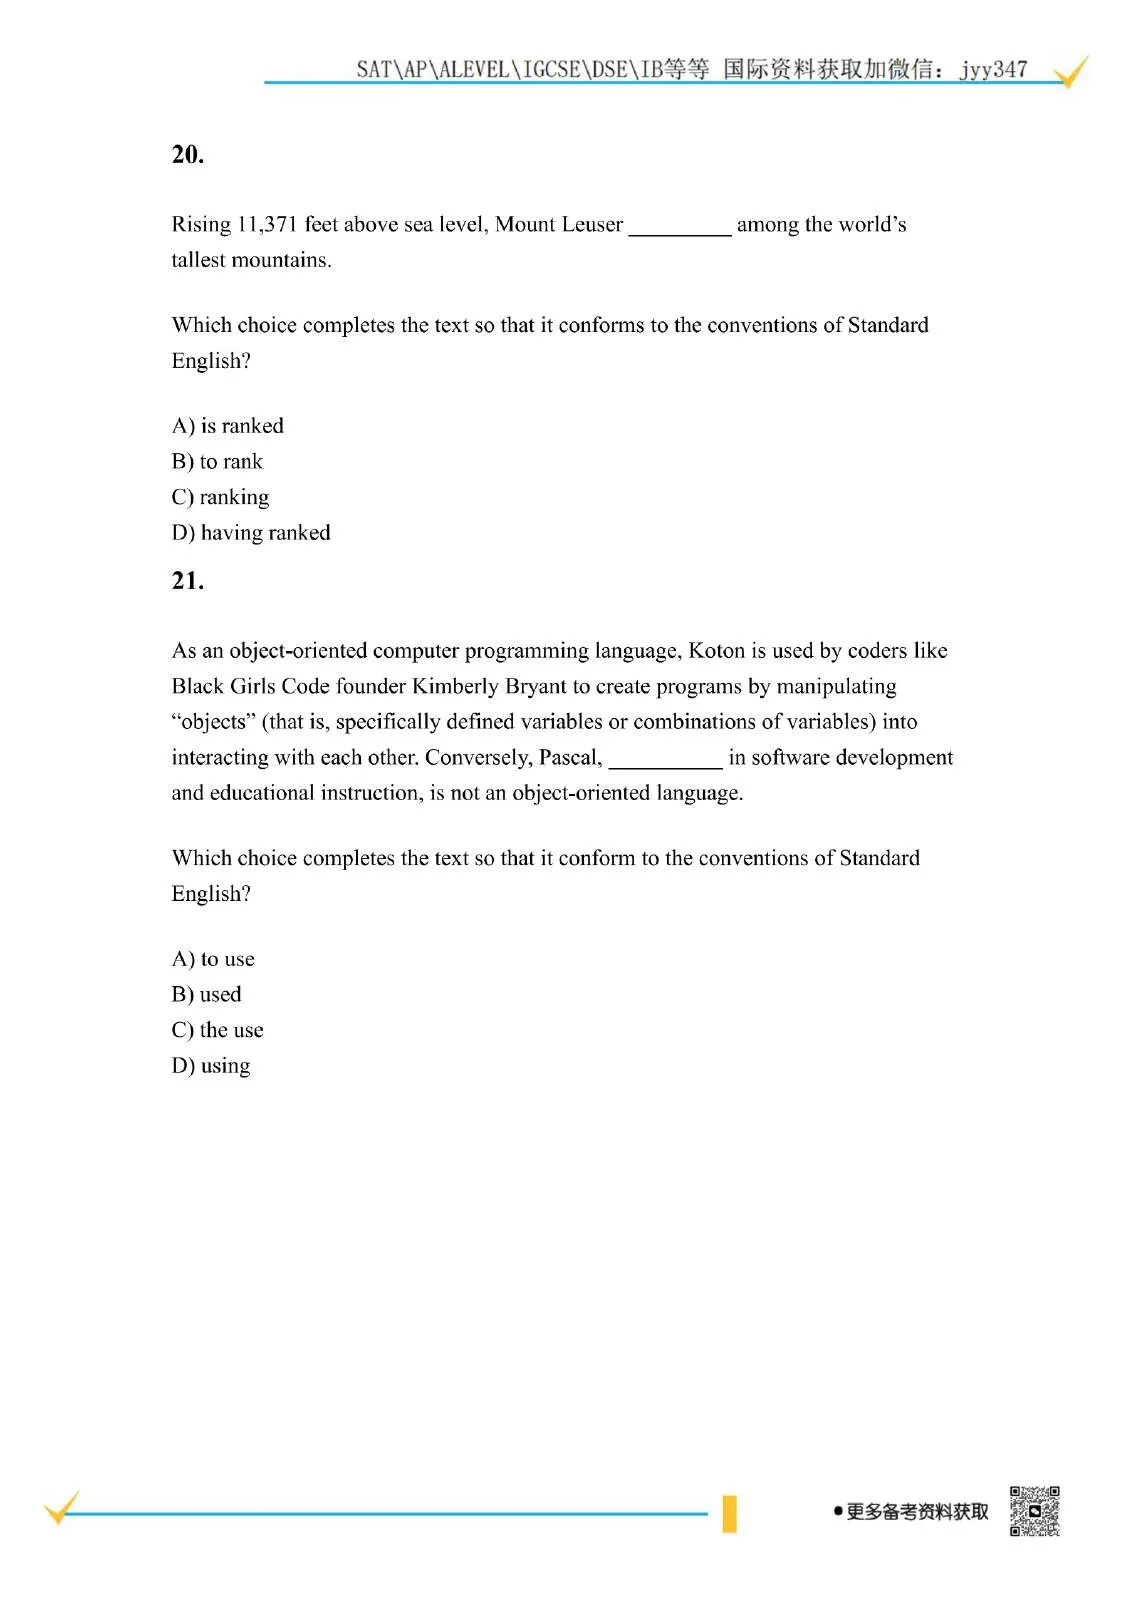 SAT\AP\ALEVEL\IGCSE\DSE\IB等等 国际资料获取加微信：jyy347
20.
Rising 11,371 feet above sea level, Mount Leuser _________ among the world’s
tallest mountains.
Which choice completes the text so that it conforms to the conventions of Standard
English?
A) is ranked
B) to rank
C) ranking
D) having ranked
21.
As an object-oriented computer programming language, Koton is used by coders like
Black Girls Code founder Kimberly Bryant to create programs by manipulating
“objects” (that is, specifically defined variables or combinations of variables) into
interacting with each other. Conversely, Pascal, __________ in software development
and educational instruction, is not an object-oriented language.
Which choice completes the text so that it conform to the conventions of Standard
English?
A) to use
B) used
C) the use
D) using
•更多备考资料获取